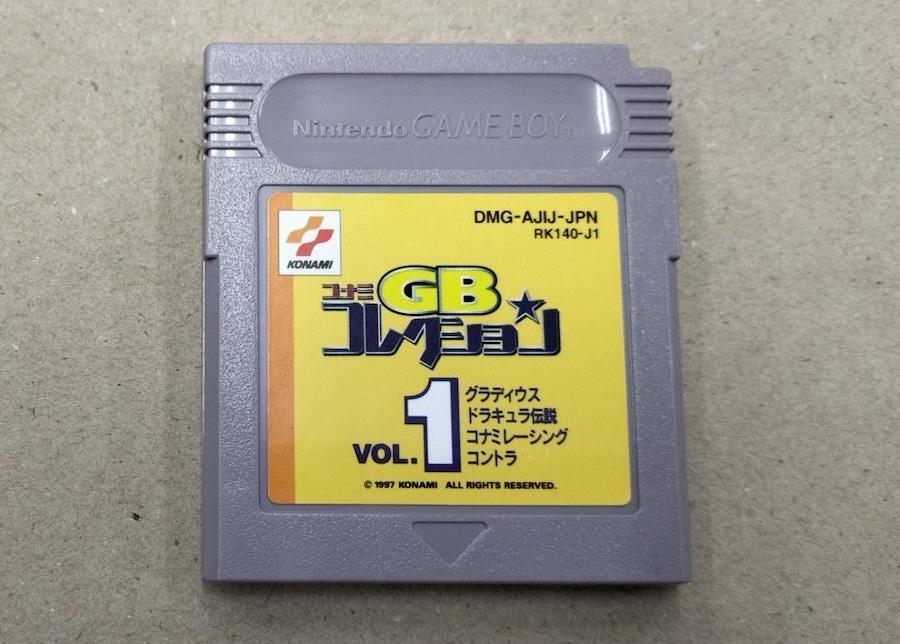 Nintendo GAME BOY TM
DMG-AJIJ-JPN
RK140-J1
KONAMI
コナミ GB
コレクション
VOL.1
グラディウス
ドラキュラ伝説
コナミレーシング
コントラ
© 1997 KONAMI ALL RIGHTS RESERVED.